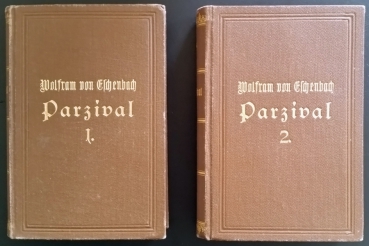 Wolfram von Eschenbach
Parzival
1.
Wolfram von Eschenbach
Parzival
2.